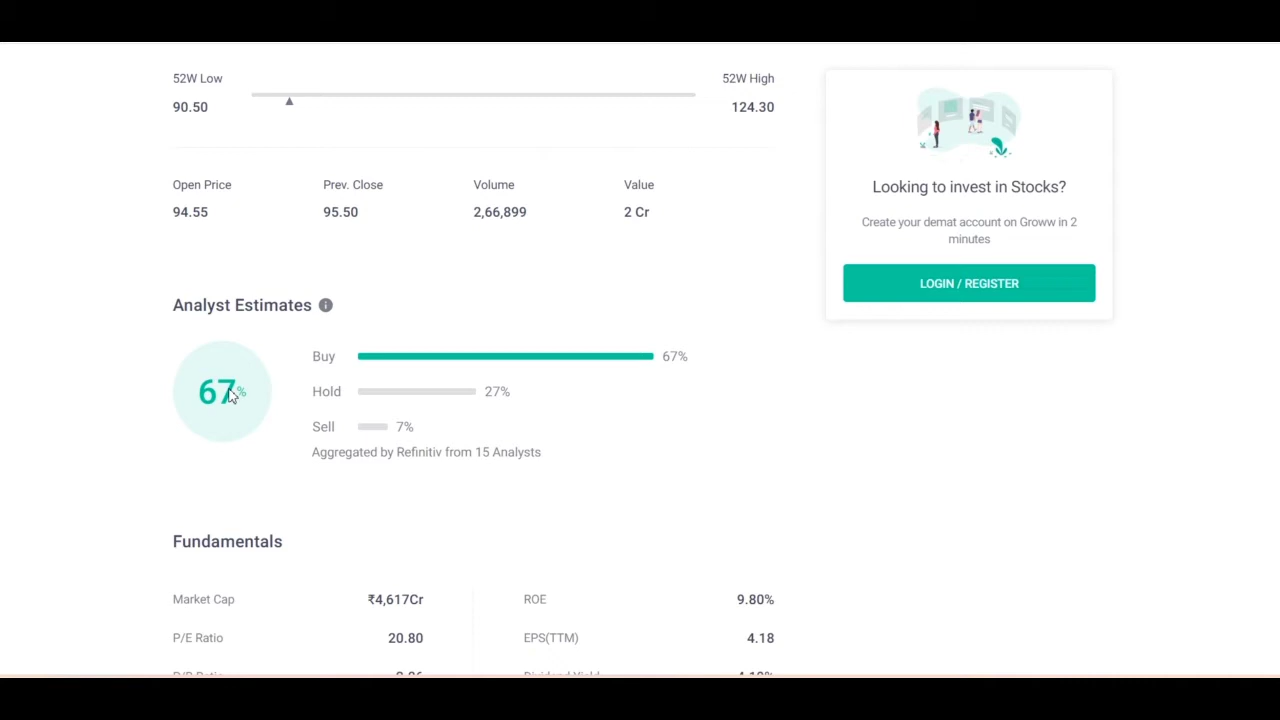 52W Low
52W High
90.50
124.30
Open Price
Prev. Close
Volume
Value
94.55
95.50
2,66,899
2 Cr
Analyst Estimates
67%
Buy
67%
Hold
27%
Sell
7%
Aggregated by Refinitiv from 15 Analysts
Fundamentals
Market Cap
₹4,617Cr
ROE
9.80%
P/E Ratio
20.80
EPS(TTM)
4.18
Looking to invest in Stocks?
Create your demat account on Groww in 2
minutes
LOGIN / REGISTER